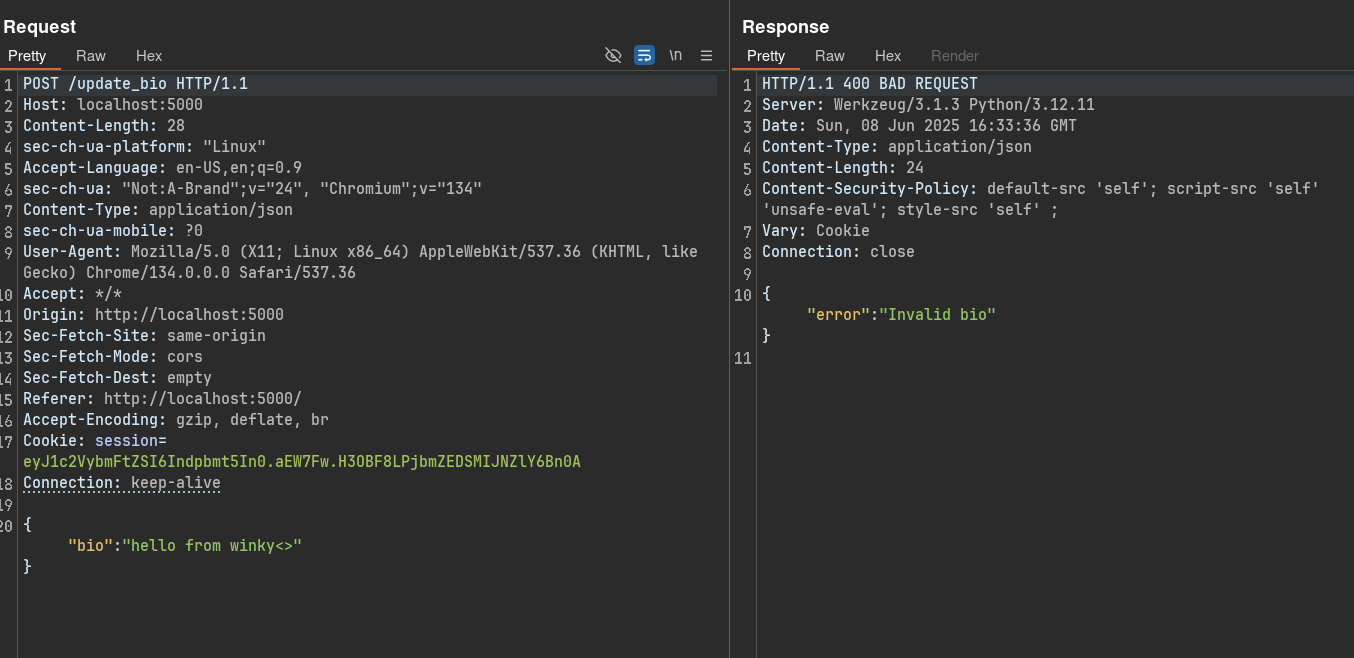 Request
Pretty Raw Hex \n
1 POST /update_bio HTTP/1.1
2 Host: localhost:5000
3 Content-Length: 28
4 sec-ch-ua-platform: "Linux"
5 Accept-Language: en-US,en;q=0.9
6 sec-ch-ua: "Not:A-Brand";v="24", "Chromium";v="134"
7 Content-Type: application/json
8 sec-ch-ua-mobile: ?0
9 User-Agent: Mozilla/5.0 (X11; Linux x86_64) AppleWebKit/537.36 (KHTML, like
Gecko) Chrome/134.0.0.0 Safari/537.36
10 Accept: */*
11 Origin: http://localhost:5000
12 Sec-Fetch-Site: same-origin
13 Sec-Fetch-Mode: cors
14 Sec-Fetch-Dest: empty
15 Referer: http://localhost:5000/
16 Accept-Encoding: gzip, deflate, br
17 Cookie: session=
eyJ1c2VybmFtZSI6Indpbmt5In0.aEW7Fw.H3OBF8LPjbmZEDSMIJNZlY6Bn0A
18 Connection: keep-alive
19
20 {
"bio":"hello from winky<>"
}
Response
Pretty Raw Hex Render
1 HTTP/1.1 400 BAD REQUEST
2 Server: Werkzeug/3.1.3 Python/3.12.11
3 Date: Sun, 08 Jun 2025 16:33:36 GMT
4 Content-Type: application/json
5 Content-Length: 24
6 Content-Security-Policy: default-src 'self'; script-src 'self'
'unsafe-eval'; style-src 'self' ;
7 Vary: Cookie
8 Connection: close
9
10 {
"error":"Invalid bio"
}
11